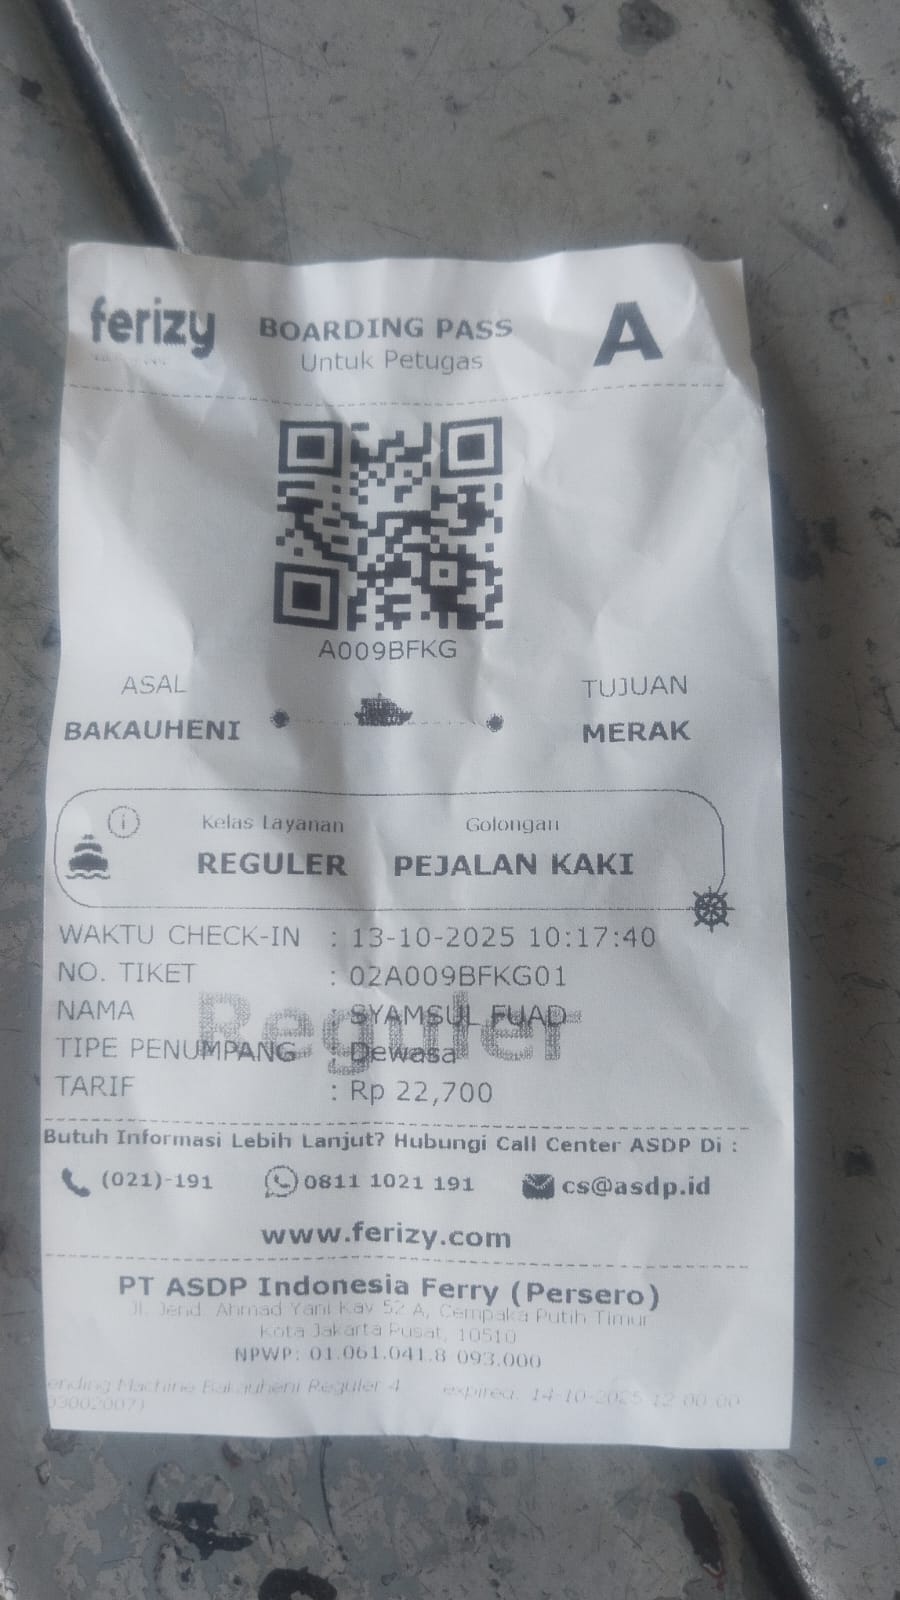 ferizy
BOARDING PASS
Untuk Petugas
A
A009BFKG
ASAL
TUJUAN
BAKAUHENI
MERAK
Kelas Layanan
Golongan
REGULER
PEJALAN KAKI
WAKTU CHECK-IN : 13-10-2025 10:17:40
NO. TIKET : 02A009BFKG01
NAMA : SYAMSUL FUAD
TIPE PENUMPANG : Dewasa
Reguler
TARIF : Rp 22,700
Butuh Informasi Lebih Lanjut? Hubungi Call Center ASDP Di :
(021)-191 0811 1021 191 cs@asdp.id
www.ferizy.com
PT ASDP Indonesia Ferry (Persero)
Jl. Jend. Ahmad Yani Kav 52 A, Cempaka Putih Timur
Kota Jakarta Pusat, 10510
NPWP: 01.061.041.8 093.000
ending Machine Bakauheni Reguler 4 expired: 14-10-2025 12:00:00